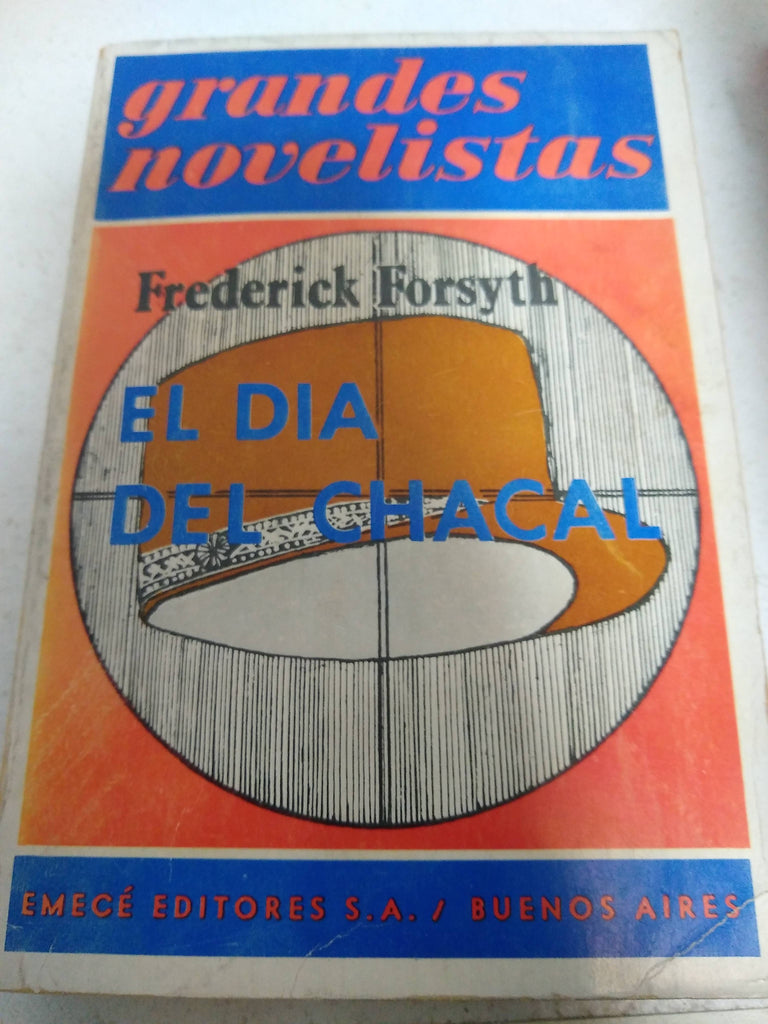 grandes
novelistas
Frederick Forsyth
EL DIA
DEL CHACAL
EMECÉ EDITORES S.A. / BUENOS AIRES